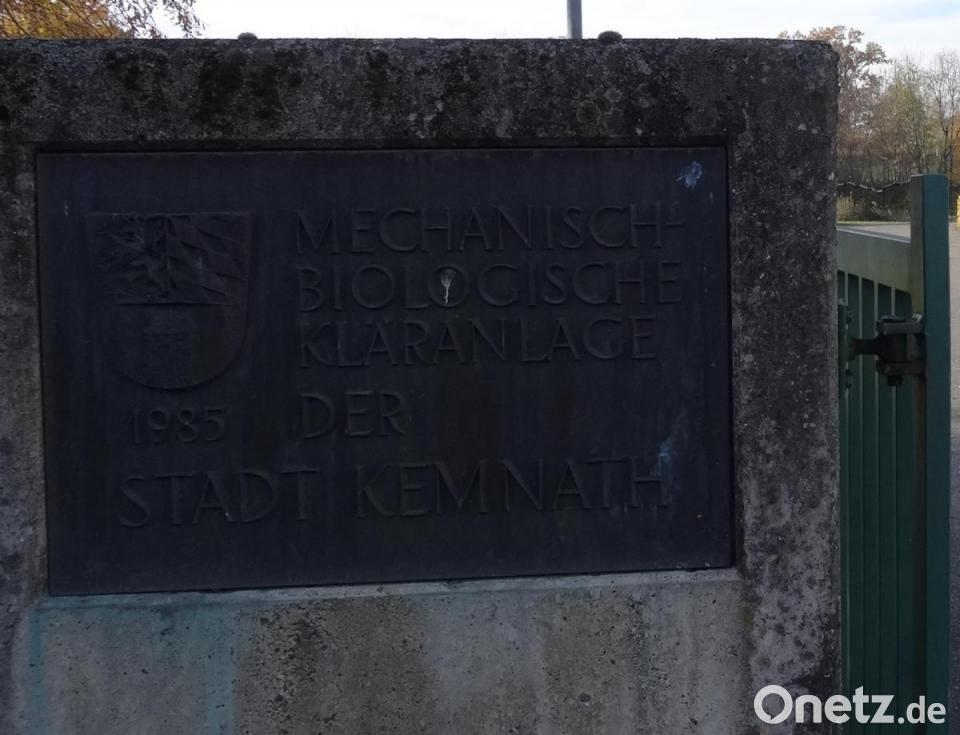 MECHANISCH-
BIOLOGISCHE
KLÄRANLAGE
1985 DER
STADT KEMNATH
Onetz.de